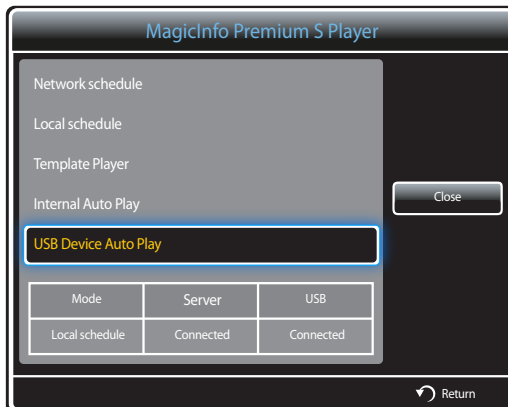 MagicInfo Premium S Player
Network schedule
Local schedule
Template Player
Internal Auto Play
USB Device Auto Play
Close
Mode Server USB
Local schedule Connected Connected
Return